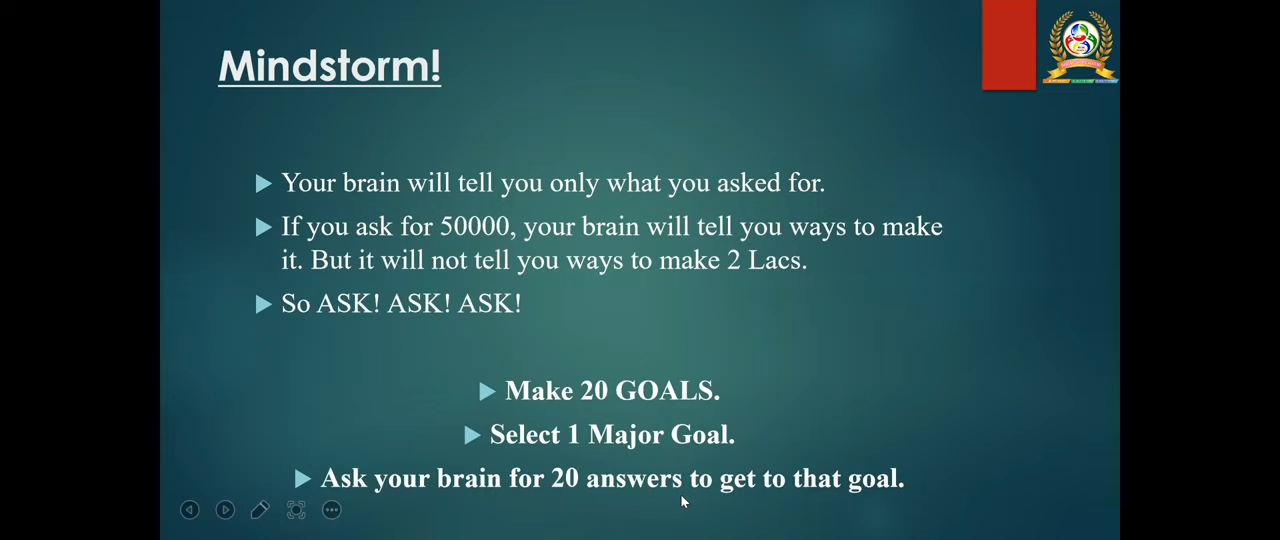 Mindstorm!
Your brain will tell you only what you asked for.
If you ask for 50000, your brain will tell you ways to make
it. But it will not tell you ways to make 2 Lacs.
So ASK! ASK! ASK!
Make 20 GOALS.
Select 1 Major Goal.
Ask your brain for 20 answers to get to that goal.